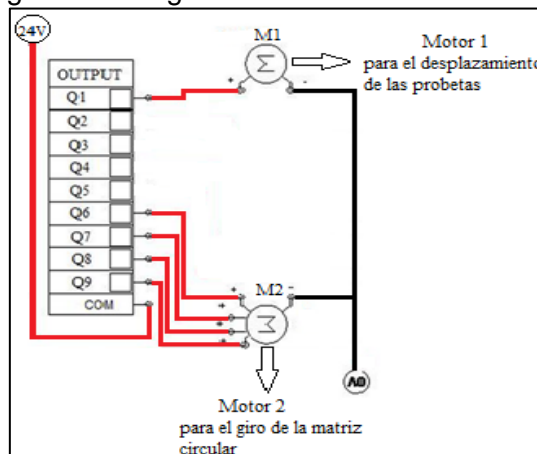 24V
M1
Motor 1
para el desplazamiento
de las probetas
+
-
OUTPUT
Q1
Q2
Q3
Q4
Q5
Q6
Q7
Q8
Q9
COM
M2
+
-
+
+
+
A0
Motor 2
para el giro de la matriz
circular